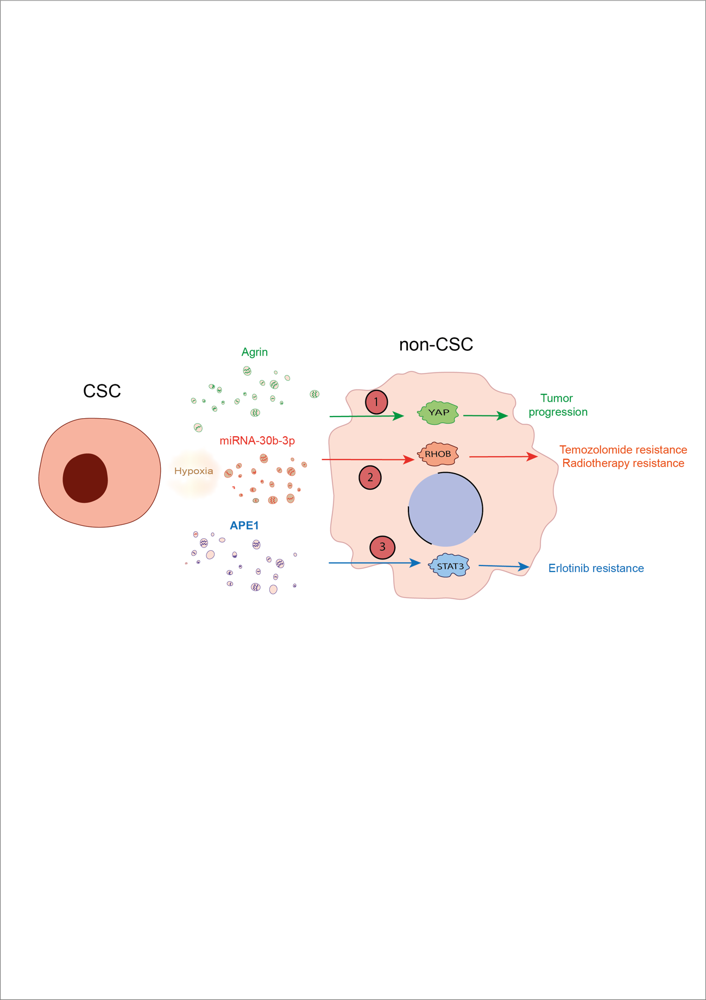 non-CSC
Agrin
CSC
1
YAP
Tumor
progression
miRNA-30b-3p
RHOB
Temozolomide resistance
Radiotherapy resistance
Hypoxia
2
APE1
3
STAT3
Erlotinib resistance